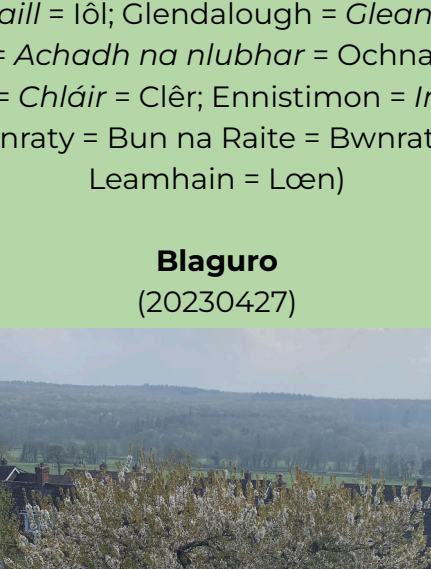 aill = Iôl; Glendalough = Glean
= Achadh na nIubhar = Ochna
= Chláir = Clêr; Ennistimon = In
nraty = Bun na Raite = Bwnrat
Leamhain = Lœn)
Blaguro
(20230427)